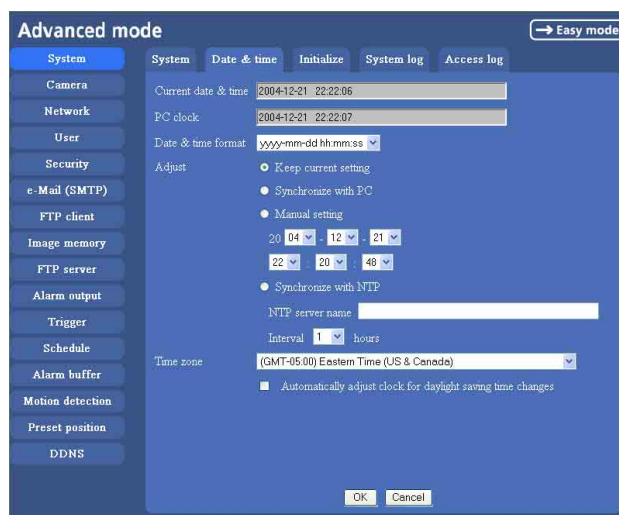 Advanced mode
→ Easy mode
System
Camera
Network
User
Security
e-Mail (SMTP)
FTP client
Image memory
FTP server
Alarm output
Trigger
Schedule
Alarm buffer
Motion detection
Preset position
DDNS
System Date & time Initialize System log Access log
Current date & time 2004-12-21 22:22:06
PC clock 2004-12-21 22:22:07
Date & time format yyyy-mm-dd hh:mm:ss
Adjust Keep current setting
Synchronize with PC
Manual setting
20 04 - 12 - 21
22 : 20 : 48
Synchronize with NTP
NTP server name
Interval 1 hours
Time zone (GMT-05:00) Eastern Time (US & Canada)
Automatically adjust clock for daylight saving time changes
OK Cancel